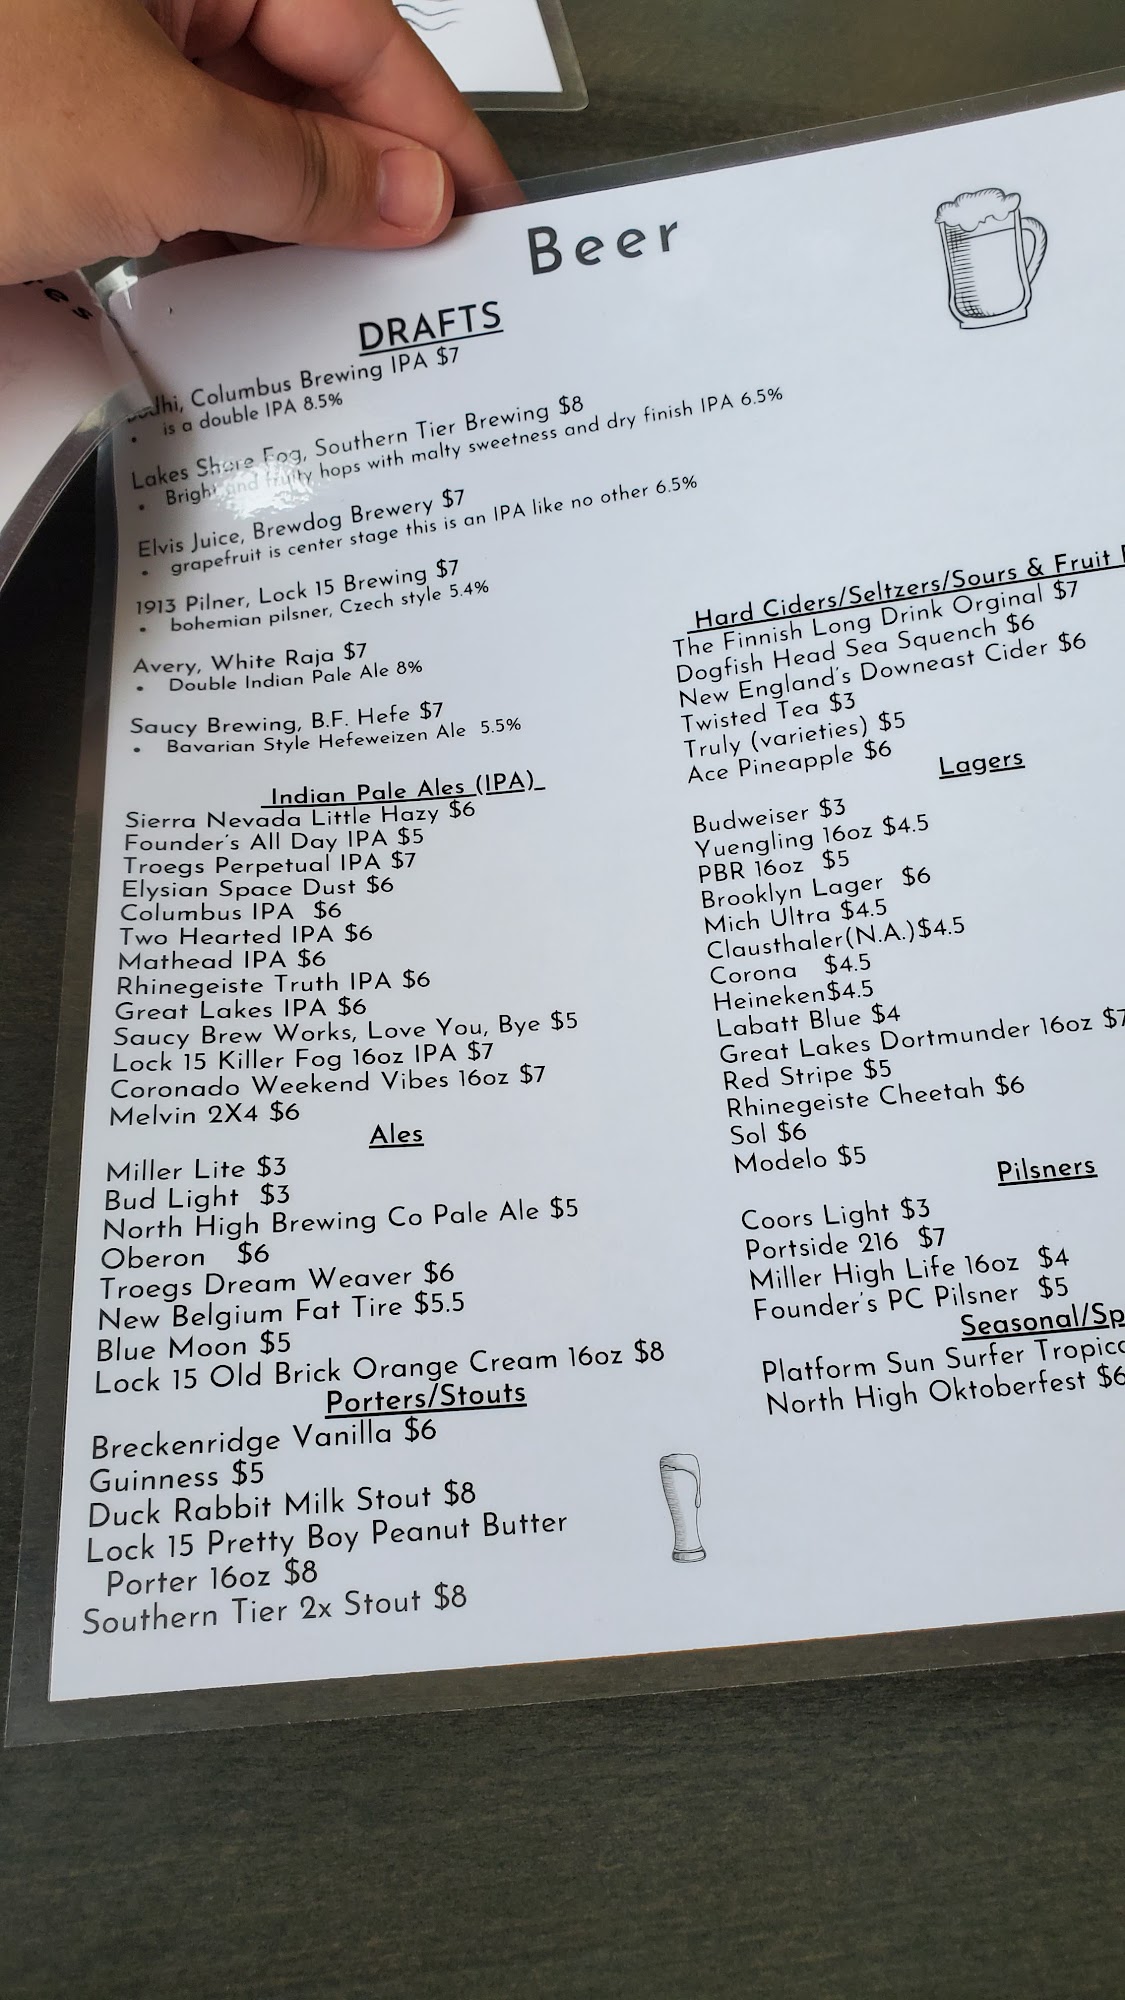 Beer
DRAFTS
Columbus Brewing IPA $7
• is a double IPA 8.5%
Lakes Shore Fog, Southern Tier Brewing $8
• Bright and fruity hops with malty sweetness and dry finish IPA 6.5%
Elvis Juice, Brewdog Brewery $7
• grapefruit is center stage this is an IPA like no other 6.5%
1913 Pilner, Lock 15 Brewing $7
• bohemian pilsner, Czech style 5.4%
Avery, White Raja $7
• Double Indian Pale Ale 8%
Saucy Brewing, B.F. Hefe $7
• Bavarian Style Hefeweizen Ale 5.5%
Indian Pale Ales (IPA)
Sierra Nevada Little Hazy $6
Founder's All Day IPA $5
Troegs Perpetual IPA $7
Elysian Space Dust $6
Columbus IPA $6
Two Hearted IPA $6
Mathead IPA $6
Rhinegeiste Truth IPA $6
Great Lakes IPA $6
Saucy Brew Works, Love You, Bye $5
Lock 15 Killer Fog 16oz IPA $7
Coronado Weekend Vibes 16oz $7
Melvin 2X4 $6
Ales
Miller Lite $3
Bud Light $3
North High Brewing Co Pale Ale $5
Oberon $6
Troegs Dream Weaver $6
New Belgium Fat Tire $5.5
Blue Moon $5
Lock 15 Old Brick Orange Cream 16oz $8
Porters/Stouts
Breckenridge Vanilla $6
Guinness $5
Duck Rabbit Milk Stout $8
Lock 15 Pretty Boy Peanut Butter
Porter 16oz $8
Southern Tier 2x Stout $8
Hard Ciders/Seltzers/Sours & Fruit
The Finnish Long Drink Orginal $7
Dogfish Head Sea Squench $6
New England's Downeast Cider $6
Twisted Tea $3
Truly (varieties) $5
Ace Pineapple $6
Lagers
Budweiser $3
Yuengling 16oz $4.5
PBR 16oz $5
Brooklyn Lager $6
Mich Ultra $4.5
Clausthaler(N.A.)$4.5
Corona $4.5
Heineken$4.5
Labatt Blue $4
Great Lakes Dortmunder 16oz $7
Red Stripe $5
Rhinegeiste Cheetah $6
Sol $6
Modelo $5
Pilsners
Coors Light $3
Portside 216 $7
Miller High Life 16oz $4
Founder's PC Pilsner $5
Seasonal/Sp
Platform Sun Surfer Tropic
North High Oktoberfest $6